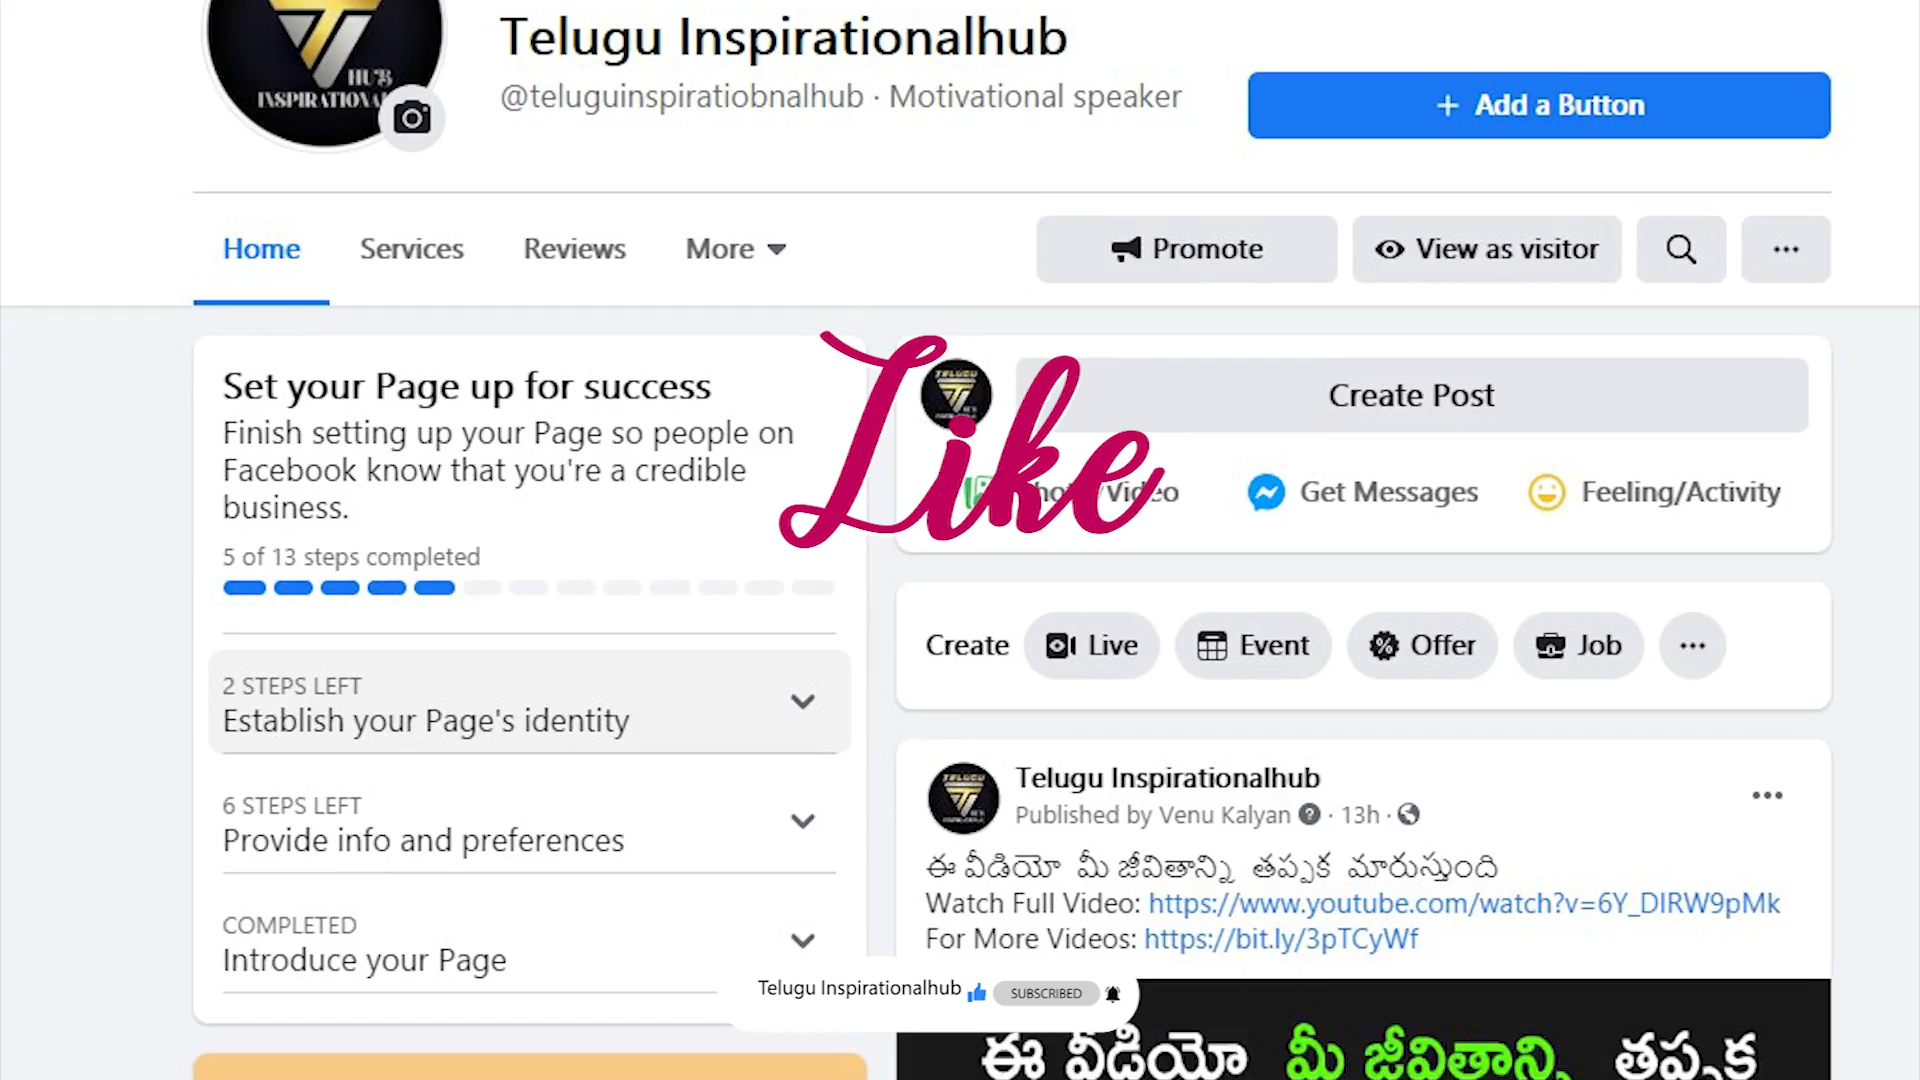 HUB
INSPIRATIONA
Telugu Inspirationalhub
@teluguinspiratiobnalhub · Motivational speaker
+ Add a Button
Home Services Reviews More
Promote View as visitor
Set your Page up for success
Finish setting up your Page so people on
Facebook know that you're a credible
business.
5 of 13 steps completed
2 STEPS LEFT
Establish your Page's identity
6 STEPS LEFT
Provide info and preferences
COMPLETED
Introduce your Page
Like
TELUGU
Create Post
Video Get Messages Feeling/Activity
Create Live Event Offer Job
TELUGU
Telugu Inspirationalhub
Published by Venu Kalyan · 13h ·
ఈ వీడియో మీ జీవితాన్ని తప్పక మారుస్తుంది
Watch Full Video: https://www.youtube.com/watch?v=6Y_DIRW9pMk
For More Videos: https://bit.ly/3pTCyWf
Telugu Inspirationalhub SUBSCRIBED
ఈ వీడియో మీ జీవితాన్ని తప్పక